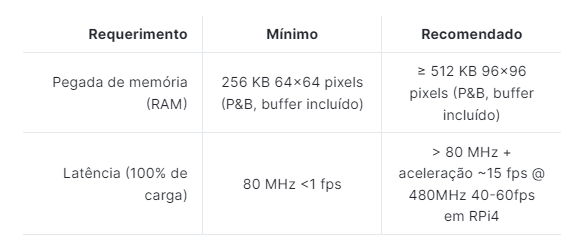 Requerimento
Mínimo
Recomendado
Pegada de memória
(RAM)
256 KB 64×64 pixels
(P&B, buffer incluído)
≥ 512 KB 96×96
pixels (P&B, buffer
incluído)
Latência (100% de
carga)
80 MHz <1 fps
> 80 MHz +
aceleração ~15 fps @
480MHz 40-60fps
em RPi4